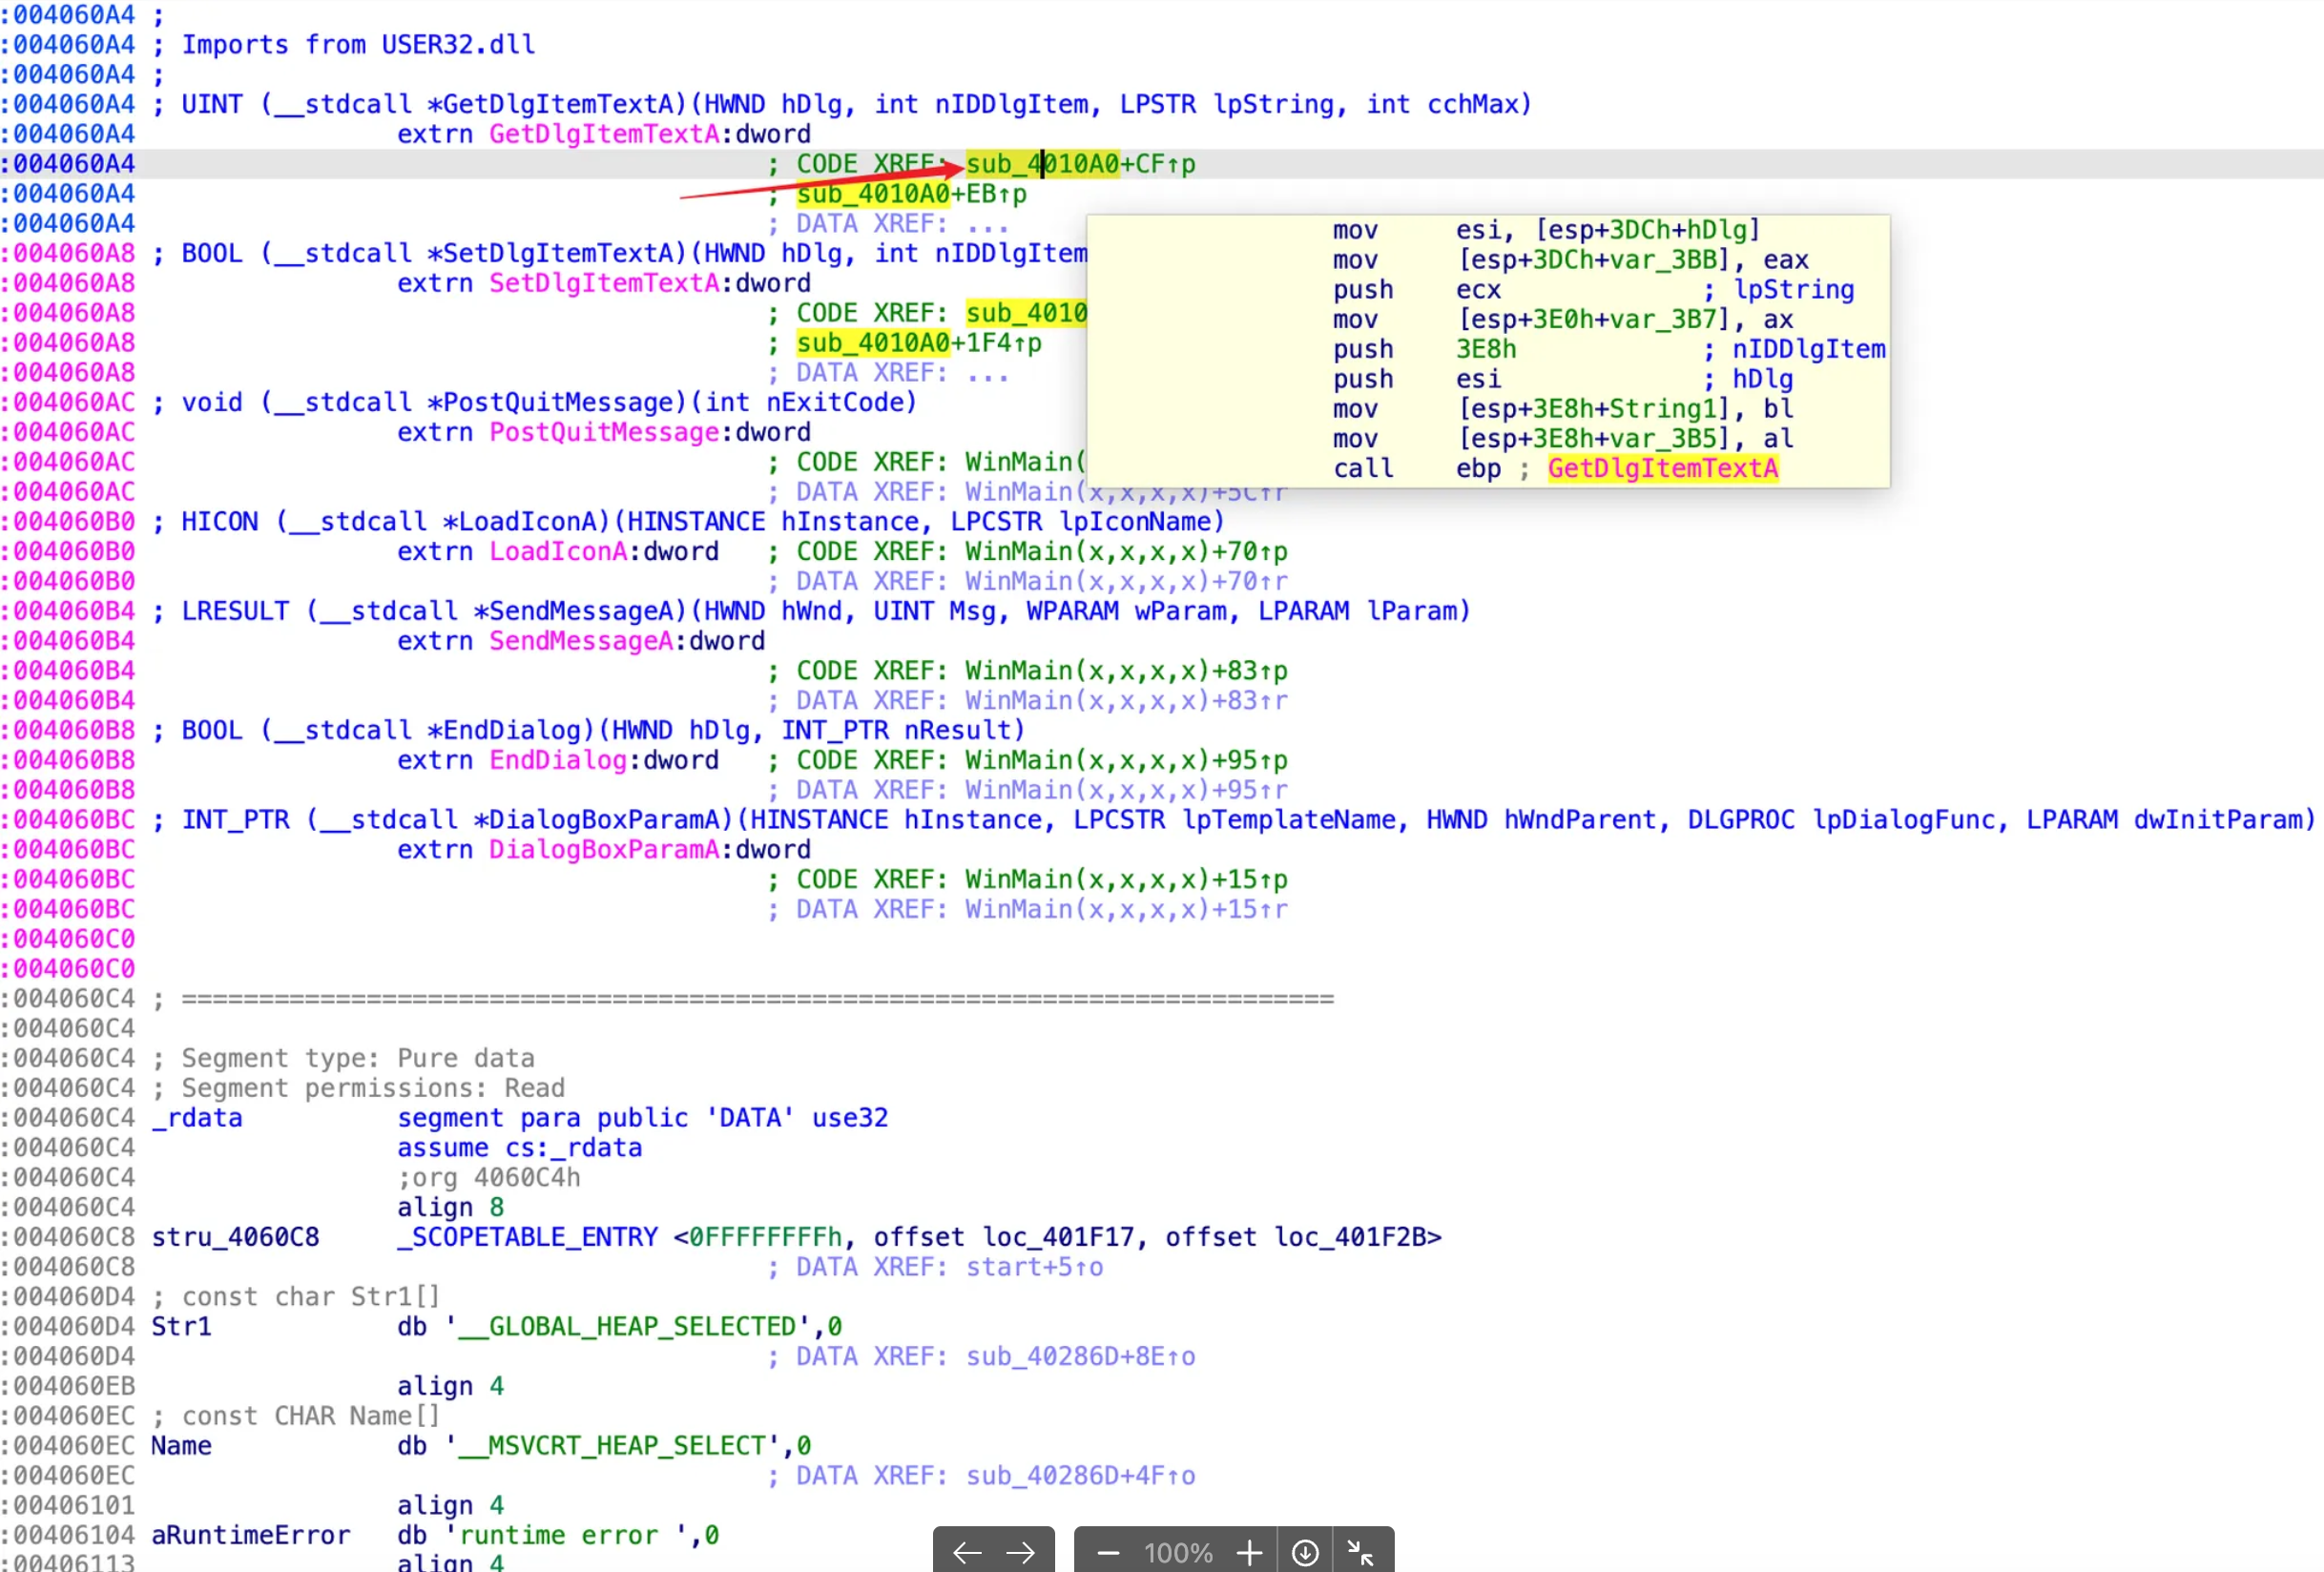 :004060A4 ;
:004060A4 ; Imports from USER32.dll
:004060A4 ;
:004060A4 ; UINT (__stdcall *GetDlgItemTextA)(HWND hDlg, int nIDDlgItem, LPSTR lpString, int cchMax)
:004060A4 extrn GetDlgItemTextA:dword
:004060A4 ; CODE XREF: sub_4010A0+CF↑p
:004060A4 ; sub_4010A0+EB↑p
:004060A4 ; DATA XREF: ...
:004060A8 ; BOOL (__stdcall *SetDlgItemTextA)(HWND hDlg, int nIDDlgItem
:004060A8 extrn SetDlgItemTextA:dword
:004060A8 ; CODE XREF: sub_4010
:004060A8 ; sub_4010A0+1F4↑p
:004060A8 ; DATA XREF: ...
:004060AC ; void (__stdcall *PostQuitMessage)(int nExitCode)
:004060AC extrn PostQuitMessage:dword
:004060AC ; CODE XREF: WinMain(
:004060AC ; DATA XREF: WinMain(x,x,x,x)+5C↑r
mov esi, [esp+3DCh+hDlg]
mov [esp+3DCh+var_3BB], eax
push ecx ; lpString
mov [esp+3E0h+var_3B7], ax
push 3E8h ; nIDDlgItem
push esi ; hDlg
mov [esp+3E8h+String1], bl
mov [esp+3E8h+var_3B5], al
call ebp ; GetDlgItemTextA
:004060B0 ; HICON (__stdcall *LoadIconA)(HINSTANCE hInstance, LPCSTR lpIconName)
:004060B0 extrn LoadIconA:dword ; CODE XREF: WinMain(x,x,x,x)+70↑p
:004060B0 ; DATA XREF: WinMain(x,x,x,x)+70↑r
:004060B4 ; LRESULT (__stdcall *SendMessageA)(HWND hWnd, UINT Msg, WPARAM wParam, LPARAM lParam)
:004060B4 extrn SendMessageA:dword
:004060B4 ; CODE XREF: WinMain(x,x,x,x)+83↑p
:004060B4 ; DATA XREF: WinMain(x,x,x,x)+83↑r
:004060B8 ; BOOL (__stdcall *EndDialog)(HWND hDlg, INT_PTR nResult)
:004060B8 extrn EndDialog:dword ; CODE XREF: WinMain(x,x,x,x)+95↑p
:004060B8 ; DATA XREF: WinMain(x,x,x,x)+95↑r
:004060BC ; INT_PTR (__stdcall *DialogBoxParamA)(HINSTANCE hInstance, LPCSTR lpTemplateName, HWND hWndParent, DLGPROC lpDialogFunc, LPARAM dwInitParam)
:004060BC extrn DialogBoxParamA:dword
:004060BC ; CODE XREF: WinMain(x,x,x,x)+15↑p
:004060BC ; DATA XREF: WinMain(x,x,x,x)+15↑r
:004060C0
:004060C0
:004060C4 ; ===========================================================================
:004060C4
:004060C4 ; Segment type: Pure data
:004060C4 ; Segment permissions: Read
:004060C4 _rdata segment para public 'DATA' use32
:004060C4 assume cs:_rdata
:004060C4 ;org 4060C4h
:004060C4 align 8
:004060C8 stru_4060C8 _SCOPETABLE_ENTRY <0FFFFFFFFh, offset loc_401F17, offset loc_401F2B>
:004060C8 ; DATA XREF: start+5↑o
:004060D4 ; const char Str1[]
:004060D4 Str1 db '__GLOBAL_HEAP_SELECTED',0
:004060D4 ; DATA XREF: sub_40286D+8E↑o
:004060EB align 4
:004060EC ; const CHAR Name[]
:004060EC Name db '__MSVCRT_HEAP_SELECT',0
:004060EC ; DATA XREF: sub_40286D+4F↑o
:00406101 align 4
:00406104 aRuntimeError db 'runtime error ',0
:00406113 align 4
100%